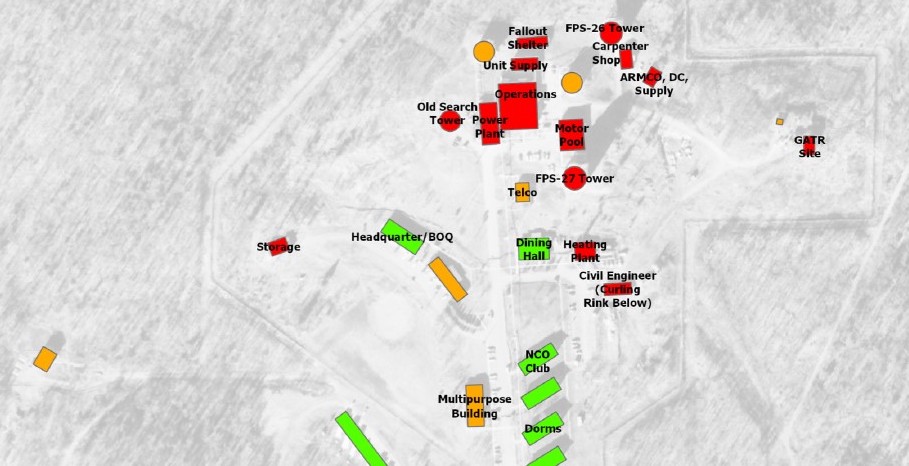 Fallout
Shelter
FPS-26 Tower
Carpenter
Shop
Unit Supply
ARMCO, DC,
Supply
Operations
Old Search
Tower
Power
Plant
Motor
Pool
GATR
Site
FPS-27 Tower
Telco
Headquarter/BOQ
Storage
Dining
Hall
Heating
Plant
Civil Engineer
(Curling
Rink Below)
NCO
Club
Multipurpose
Building
Dorms